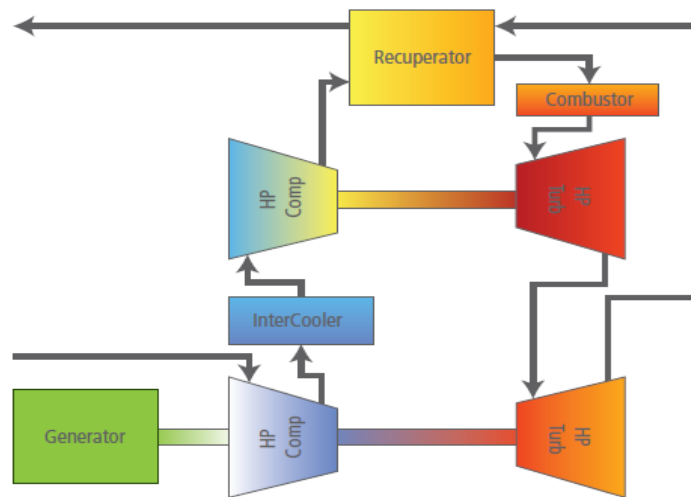 Recuperator
Combustor
HP
Comp
HP
Turb
InterCooler
Generator
HP
Comp
HP
Turb